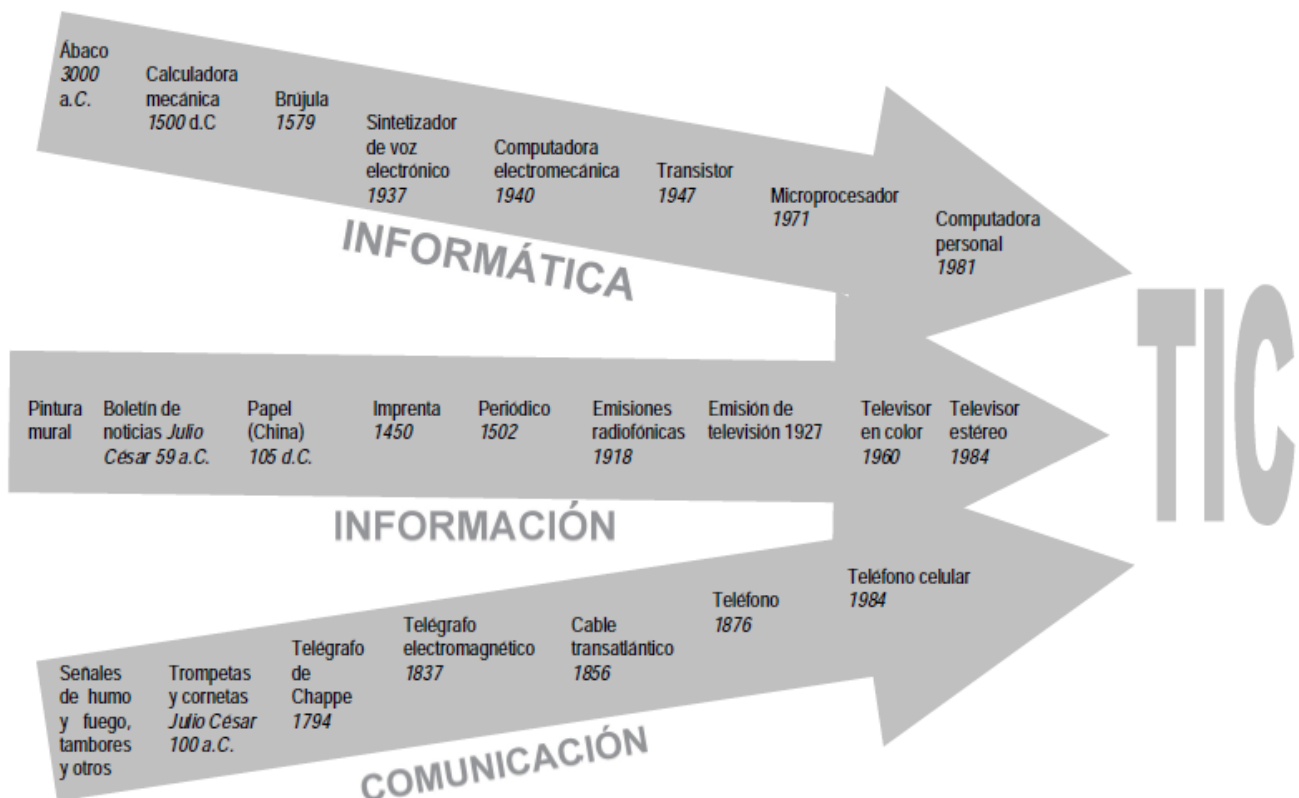 Ábaco
3000
a.C.
Calculadora
mecánica
1500 d.C
Brújula
1579
Sintetizador
de voz
electrónico
1937
Computadora
electromecánica
1940
Transistor
1947
Microprocesador
1971
Computadora
personal
1981
INFORMÁTICA
Pintura
mural
Boletín de
noticias Julio
César 59 a.C.
Papel
(China)
105 d.C.
Imprenta
1450
Periódico
1502
Emisiones
radiofónicas
1918
Emisión de
televisión 1927
Televisor
en color
1960
Televisor
estéreo
1984
INFORMACIÓN
Señales
de humo
y fuego,
tambores
y otros
Trompetas
y cornetas
Julio César
100 a.C.
Telégrafo
de
Chappe
1794
Telégrafo
electromagnético
1837
Cable
transatlántico
1856
Teléfono
1876
Teléfono celular
1984
COMUNICACIÓN
TIC